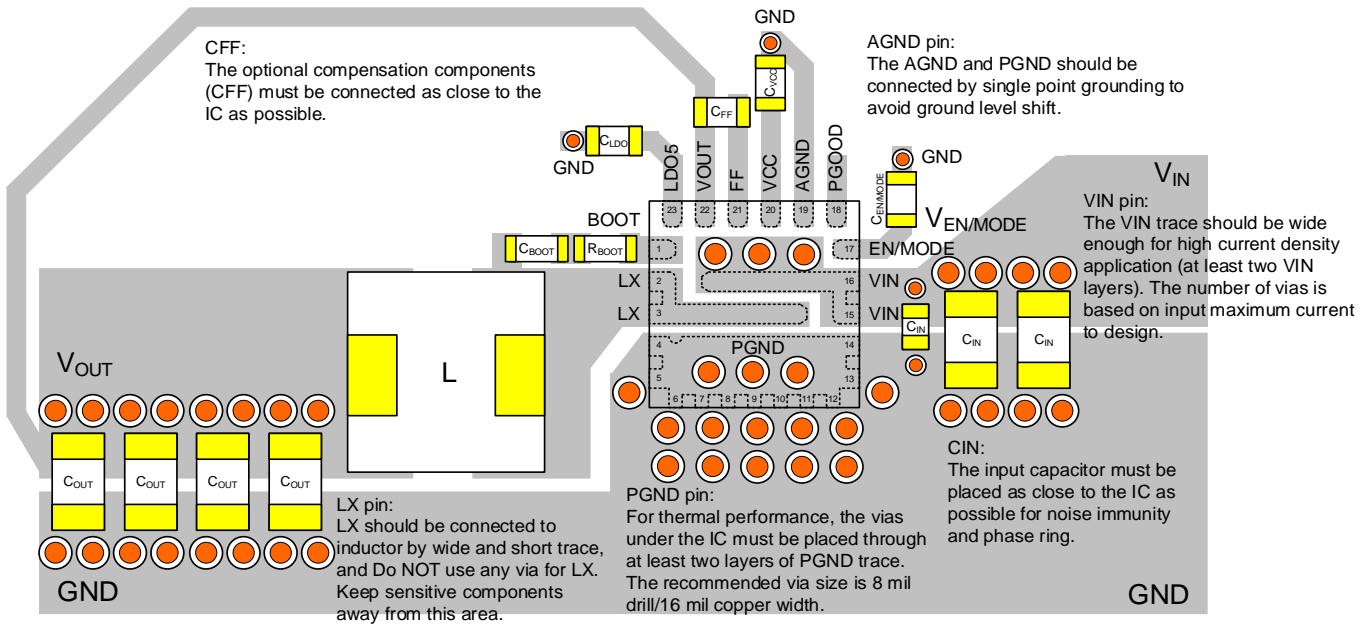 CFF:
The optional compensation components
(CFF) must be connected as close to the
IC as possible.
GND
AGND pin:
The AGND and PGND should be
connected by single point grounding to
avoid ground level shift.
CVCC
CFF
CLDO
GND
LDO5
VOUT
FF
VCC
AGND
PGOOD
GND
CEN/MODE
VEN/MODE
VIN
VIN pin:
The VIN trace should be wide
enough for high current density
application (at least two VIN
layers). The number of vias is
based on input maximum current
to design.
23 22 21 20 19 18
BOOT
CBOOT
RBOOT
1
17
EN/MODE
LX
2
16
VIN
LX
3
15
VIN
CIN
CIN
CIN
4
PGND
14
5
13
6 7 8 9 10 11 12
VOUT
L
COUT
COUT
COUT
COUT
CIN:
The input capacitor must be
placed as close to the IC as
possible for noise immunity
and phase ring.
LX pin:
LX should be connected to
inductor by wide and short trace,
and Do NOT use any via for LX.
Keep sensitive components
away from this area.
PGND pin:
For thermal performance, the vias
under the IC must be placed through
at least two layers of PGND trace.
The recommended via size is 8 mil
drill/16 mil copper width.
GND
GND